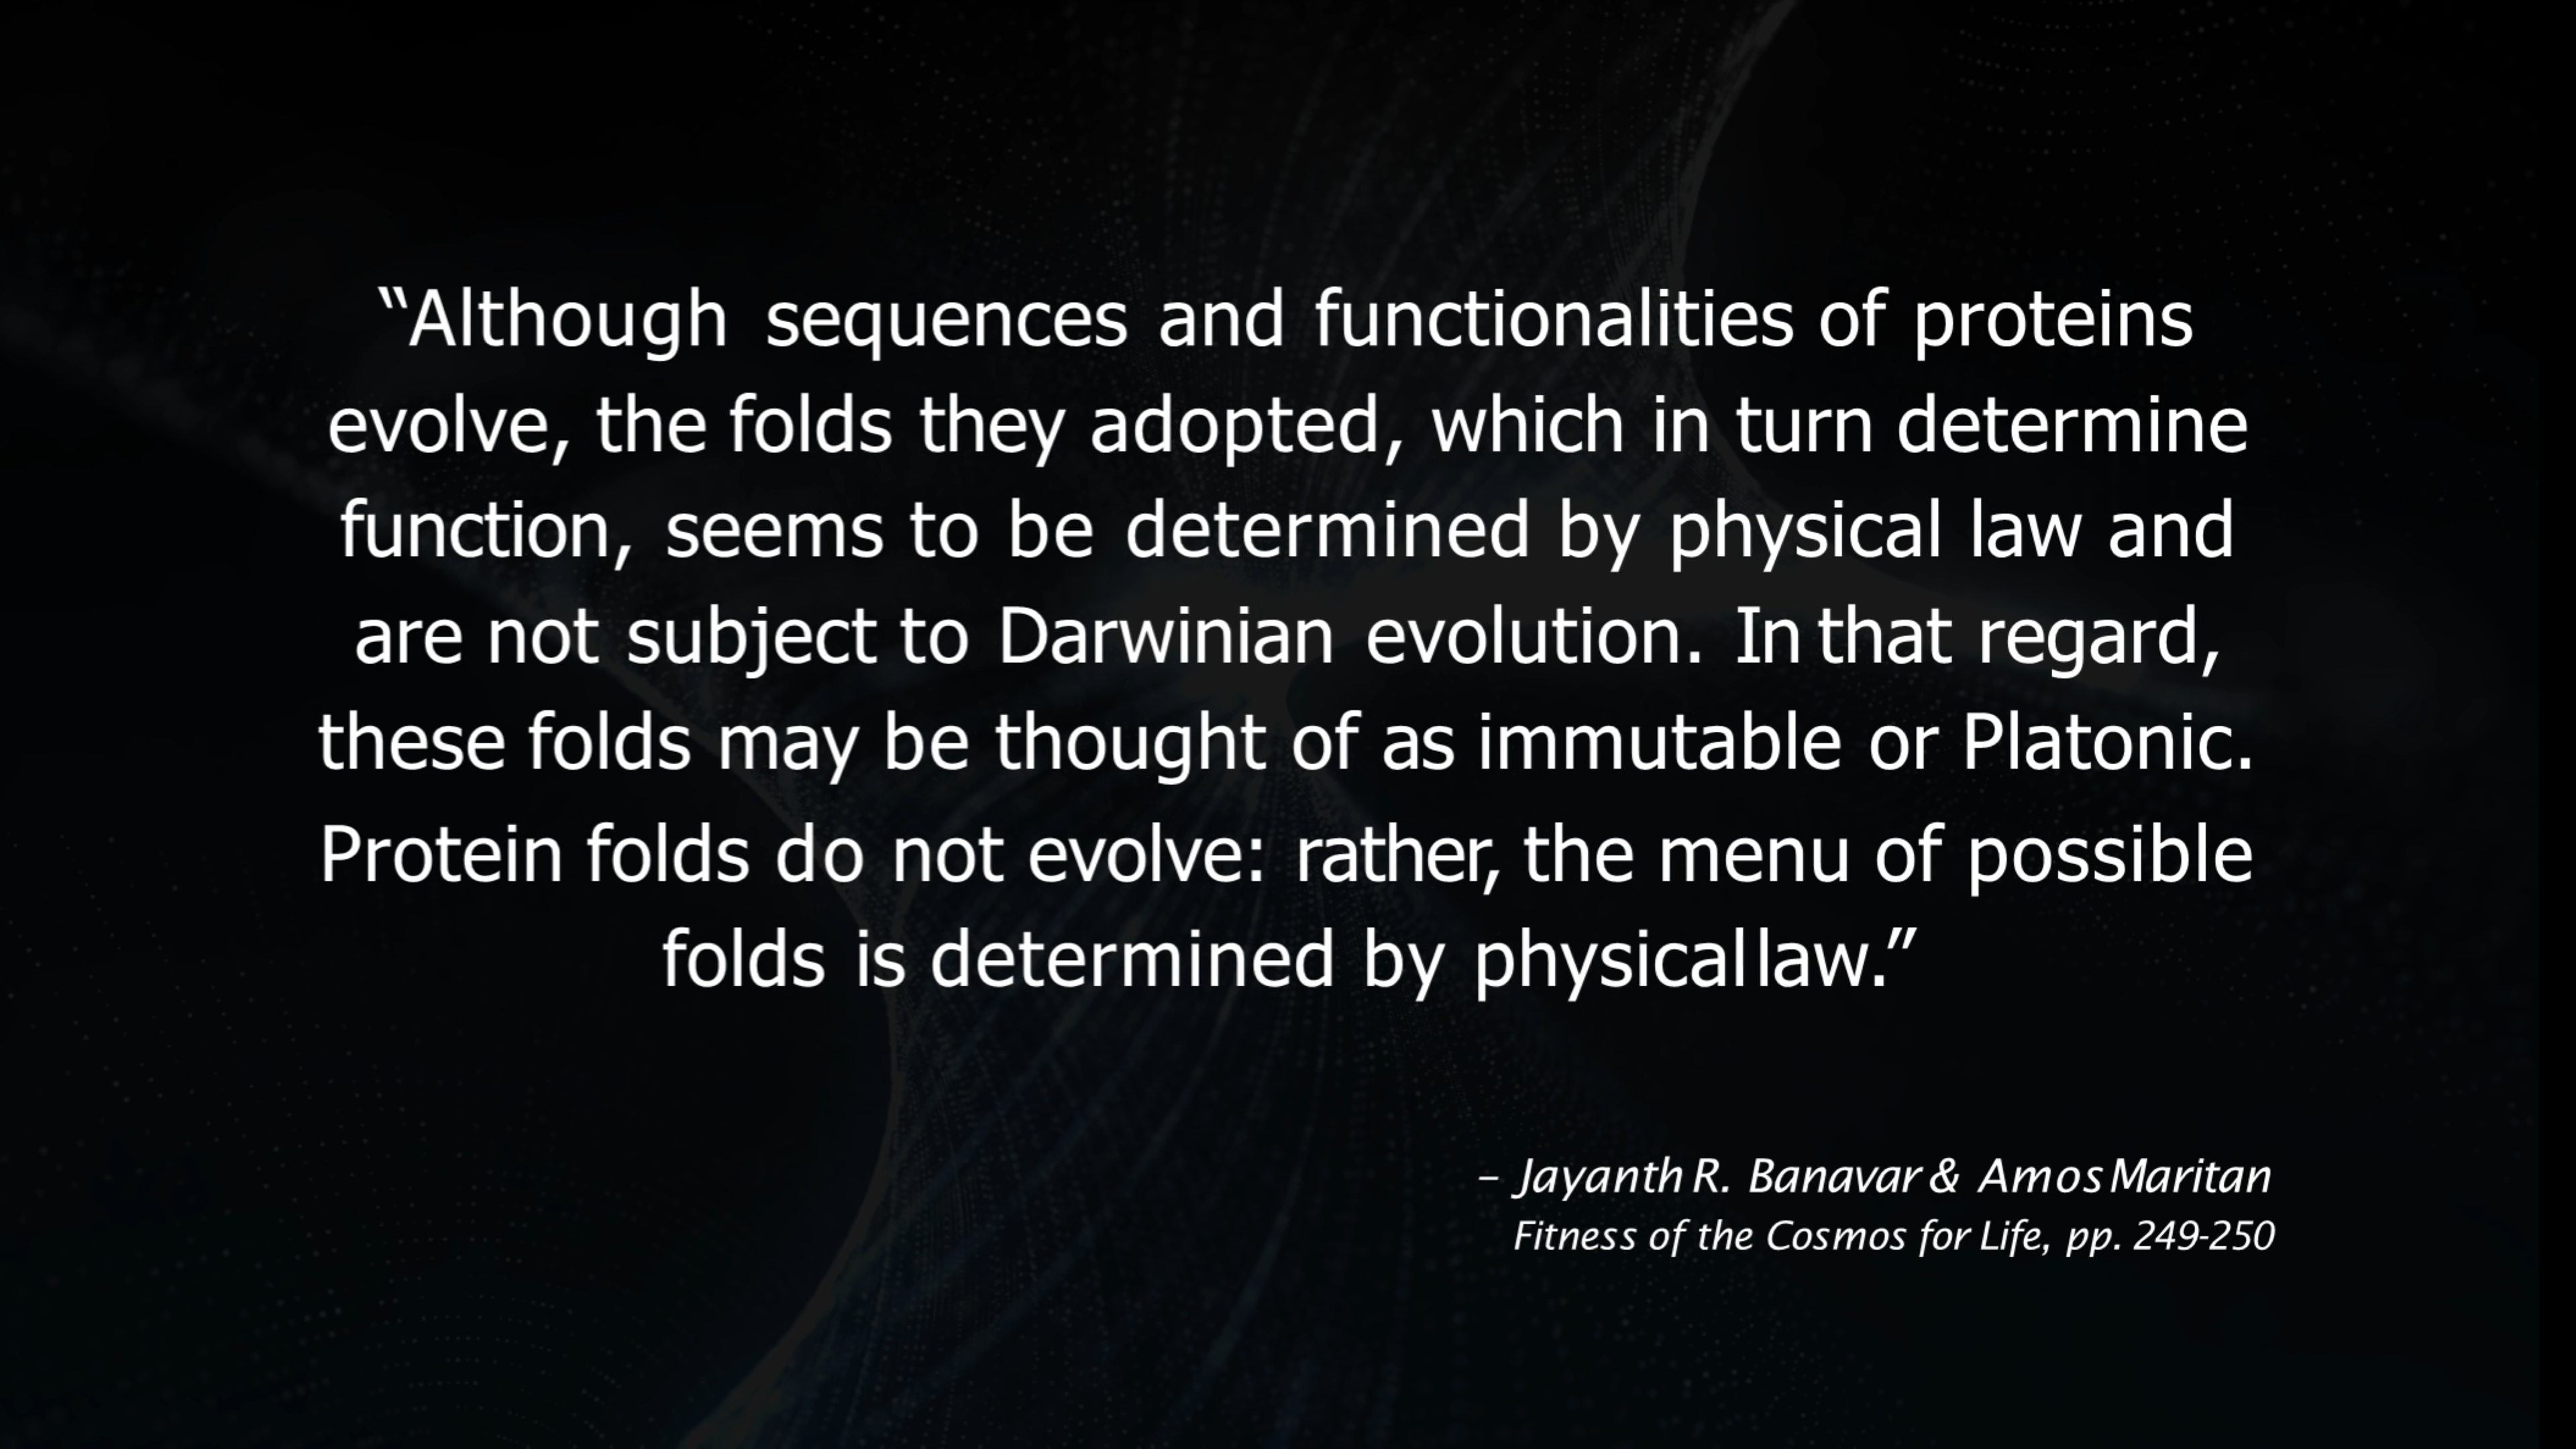 “Although sequences and functionalities of proteins
evolve, the folds they adopted, which in turn determine
function, seems to be determined by physical law and
are not subject to Darwinian evolution. In that regard,
these folds may be thought of as immutable or Platonic.
Protein folds do not evolve: rather, the menu of possible
folds is determined by physical law.”
– Jayanth R. Banavar & Amos Maritan
Fitness of the Cosmos for Life, pp. 249-250